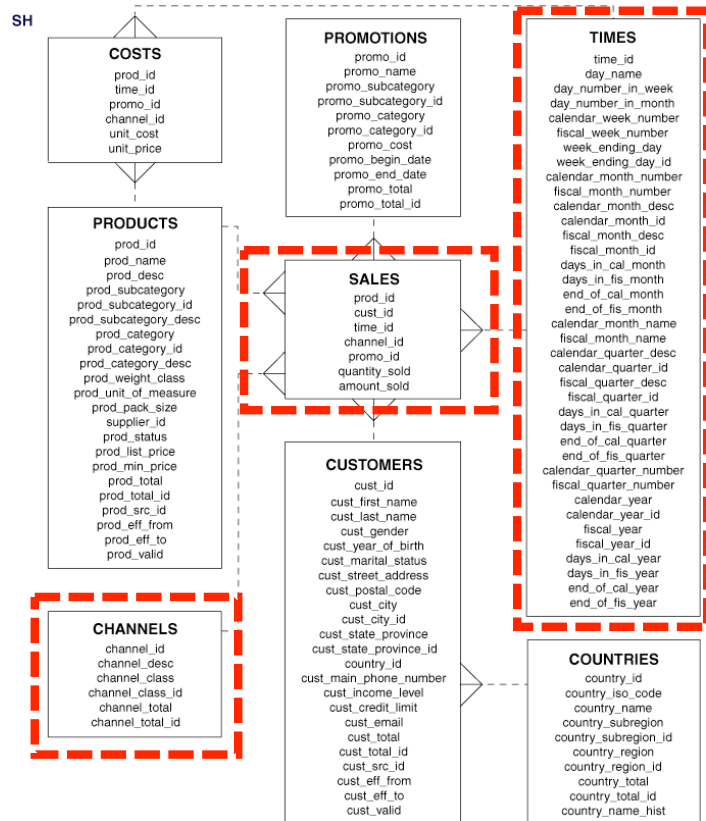 SH
COSTS
prod_id
time_id
promo_id
channel_id
unit_cost
unit_price
PROMOTIONS
promo_id
promo_name
promo_subcategory
promo_subcategory_id
promo_category
promo_category_id
promo_cost
promo_begin_date
promo_end_date
promo_total
promo_total_id
TIMES
time_id
day_name
day_number_in_week
day_number_in_month
calendar_week_number
fiscal_week_number
week_ending_day
week_ending_day_id
calendar_month_number
fiscal_month_number
calendar_month_desc
calendar_month_id
fiscal_month_desc
fiscal_month_id
days_in_cal_month
days_in_fis_month
end_of_cal_month
end_of_fis_month
calendar_month_name
fiscal_month_name
calendar_quarter_desc
calendar_quarter_id
fiscal_quarter_desc
fiscal_quarter_id
days_in_cal_quarter
days_in_fis_quarter
end_of_cal_quarter
end_of_fis_quarter
calendar_quarter_number
fiscal_quarter_number
calendar_year
calendar_year_id
fiscal_year
fiscal_year_id
days_in_cal_year
days_in_fis_year
end_of_cal_year
end_of_fis_year
PRODUCTS
prod_id
prod_name
prod_desc
prod_subcategory
prod_subcategory_id
prod_subcategory_desc
prod_category
prod_category_id
prod_category_desc
prod_weight_class
prod_unit_of_measure
prod_pack_size
supplier_id
prod_status
prod_list_price
prod_min_price
prod_total
prod_total_id
prod_src_id
prod_eff_from
prod_eff_to
prod_valid
SALES
prod_id
cust_id
time_id
channel_id
promo_id
quantity_sold
amount_sold
CUSTOMERS
cust_id
cust_first_name
cust_last_name
cust_gender
cust_year_of_birth
cust_marital_status
cust_street_address
cust_postal_code
cust_city
cust_city_id
cust_state_province
cust_state_province_id
country_id
cust_main_phone_number
cust_income_level
cust_credit_limit
cust_email
cust_total
cust_total_id
cust_src_id
cust_eff_from
cust_eff_to
cust_valid
CHANNELS
channel_id
channel_desc
channel_class
channel_class_id
channel_total
channel_total_id
COUNTRIES
country_id
country_iso_code
country_name
country_subregion
country_subregion_id
country_region
country_region_id
country_total
country_total_id
country_name_hist